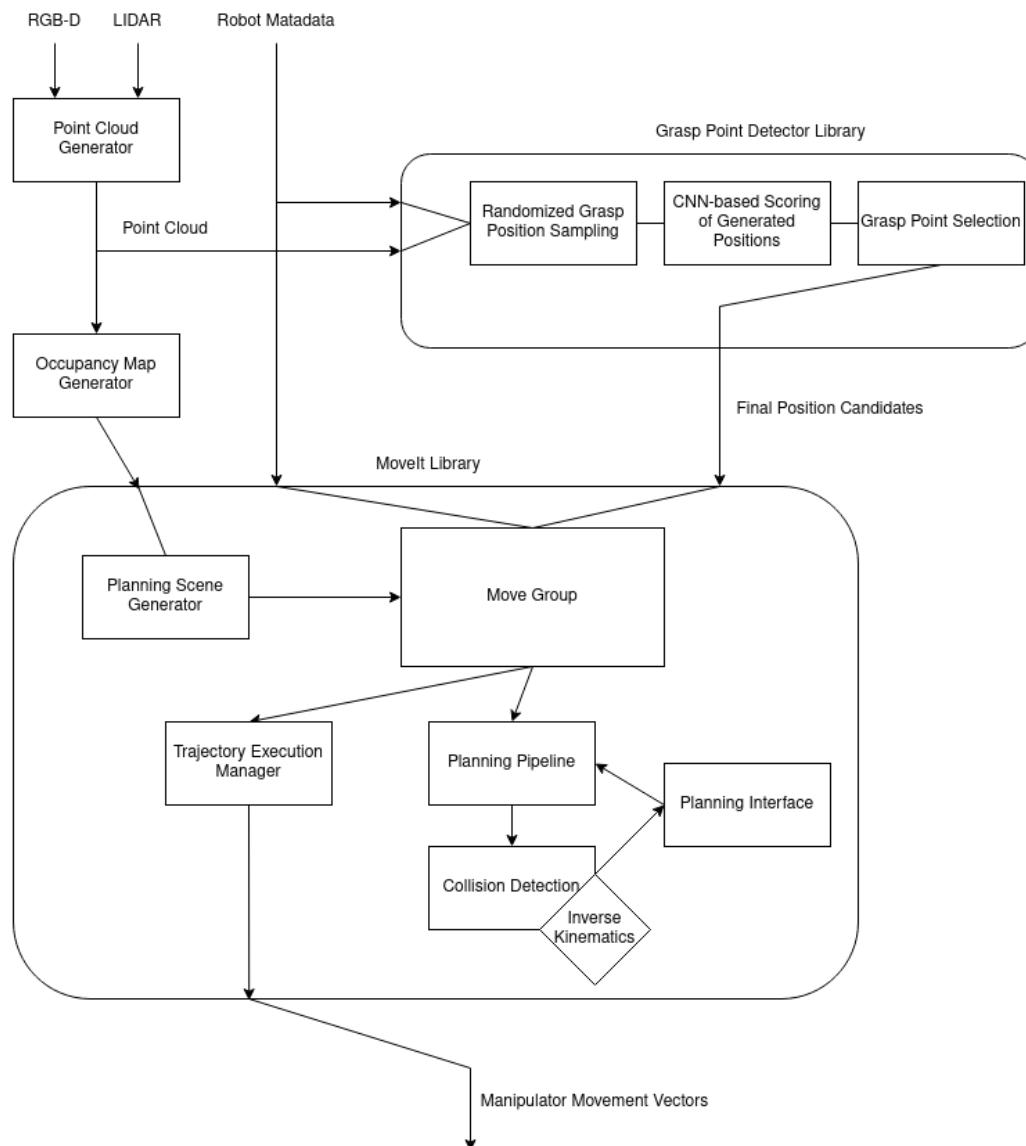 RGB-D
LIDAR
Robot Matadata
Point Cloud
Generator
Grasp Point Detector Library
Randomized Grasp
Position Sampling
CNN-based Scoring
of Generated
Positions
Grasp Point Selection
Point Cloud
Occupancy Map
Generator
Final Position Candidates
MoveIt Library
Planning Scene
Generator
Move Group
Trajectory Execution
Manager
Planning Pipeline
Planning Interface
Collision Detection
Inverse
Kinematics
Manipulator Movement Vectors